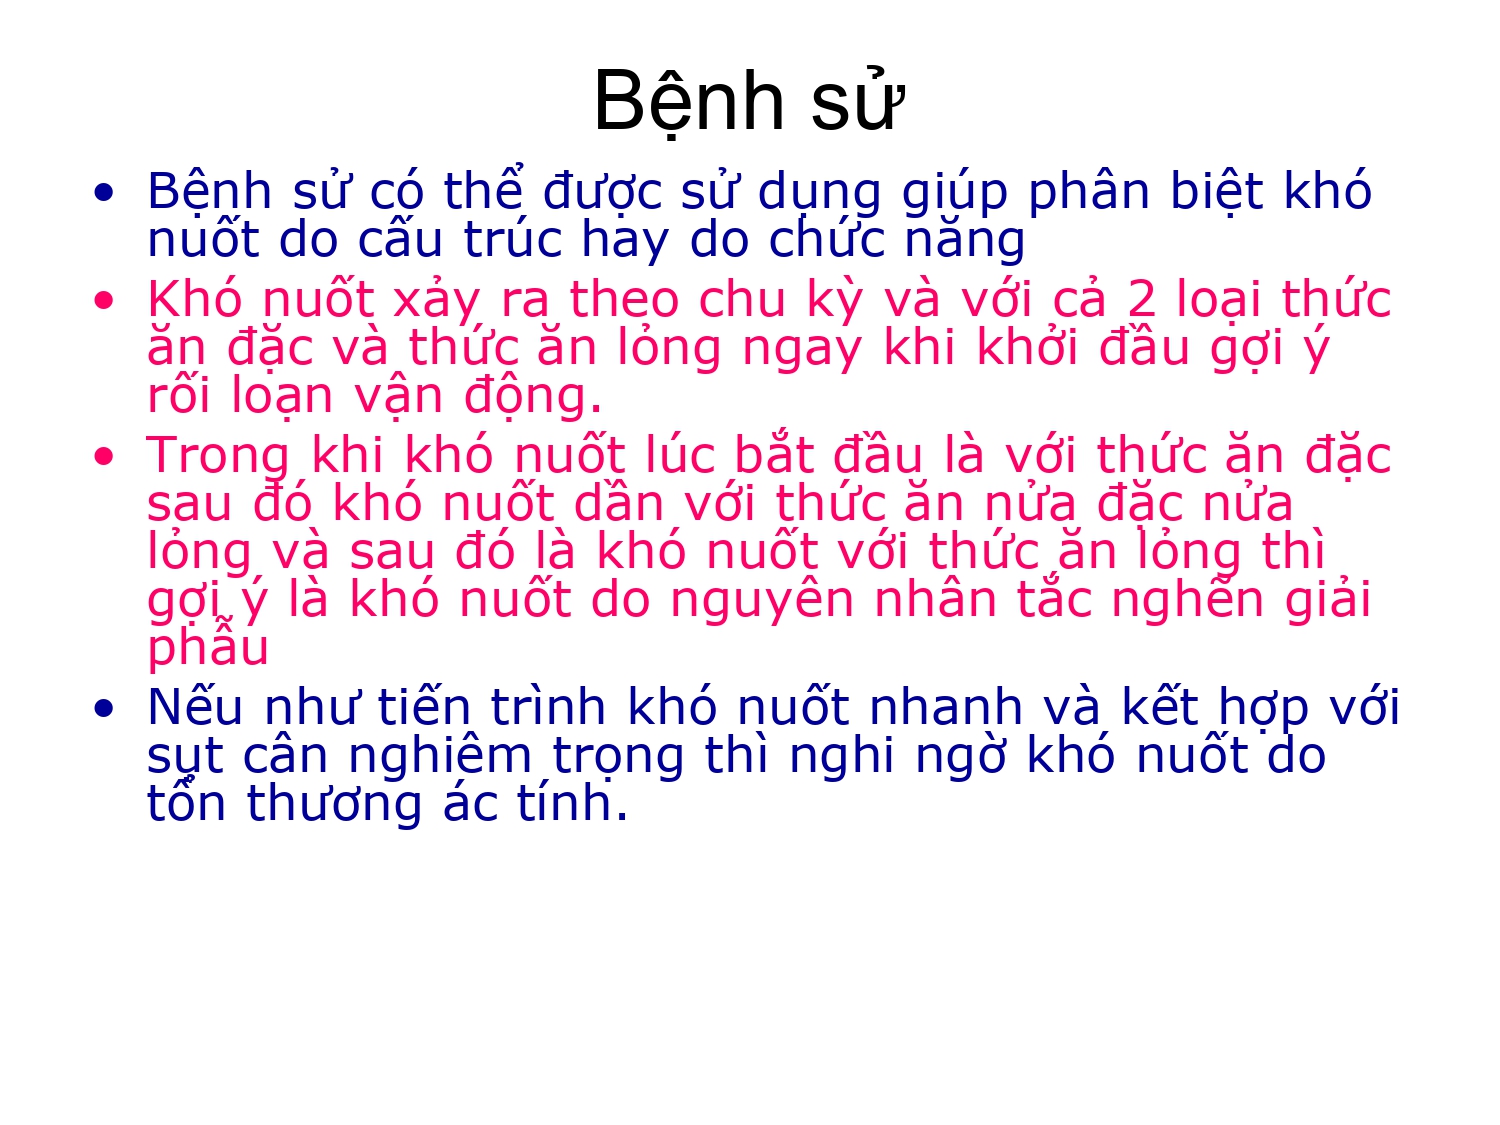 Bệnh sử
• Bệnh sử có thể được sử dụng giúp phân biệt khó
nuốt do cấu trúc hay do chức năng
• Khó nuốt xảy ra theo chu kỳ và với cả 2 loại thức
ăn đặc và thức ăn lỏng ngay khi khởi đầu gợi ý
rối loạn vận động.
• Trong khi khó nuốt lúc bắt đầu là với thức ăn đặc
sau đó khó nuốt dần với thức ăn nửa đặc nửa
lỏng và sau đó là khó nuốt với thức ăn lỏng thì
gợi ý là khó nuốt do nguyên nhân tắc nghẽn giải
phẫu
• Nếu như tiến trình khó nuốt nhanh và kết hợp với
sụt cân nghiêm trọng thì nghi ngờ khó nuốt do
tổn thương ác tính.